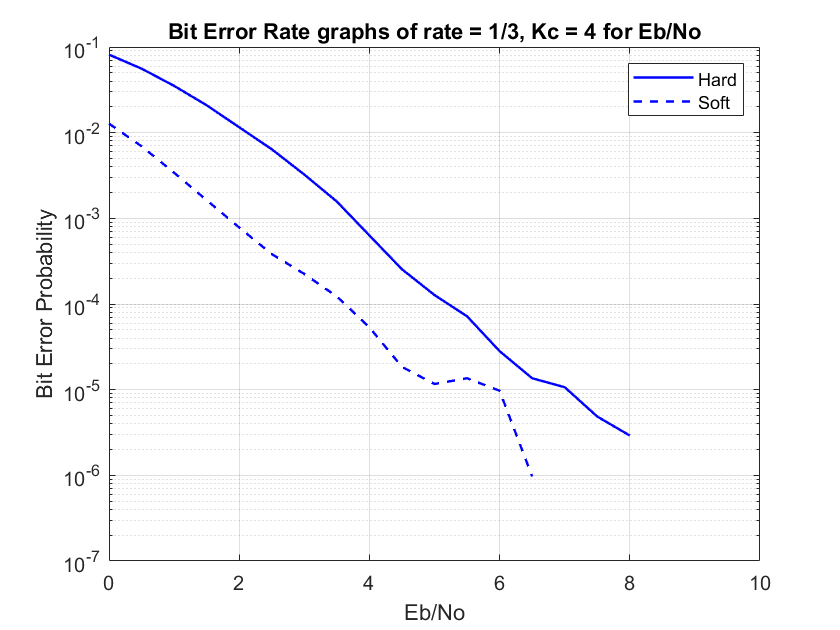 Bit Error Rate graphs of rate = 1/3, Kc = 4 for Eb/No
Hard
Soft
10^-1
10^-2
10^-3
10^-4
10^-5
10^-6
10^-7
Bit Error Probability
0 2 4 6 8 10
Eb/No